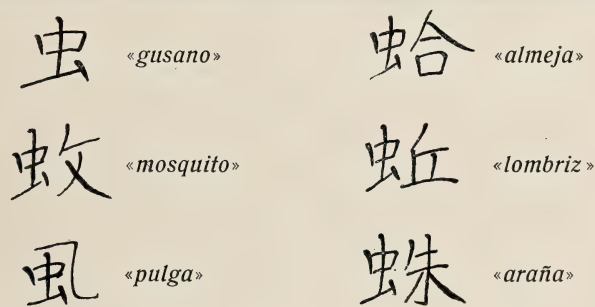 虫 «gusano» 蛤 «almeja»
蚊 «mosquito» 蚯 «lombriz»
虱 «pulga» 蛛 «araña»